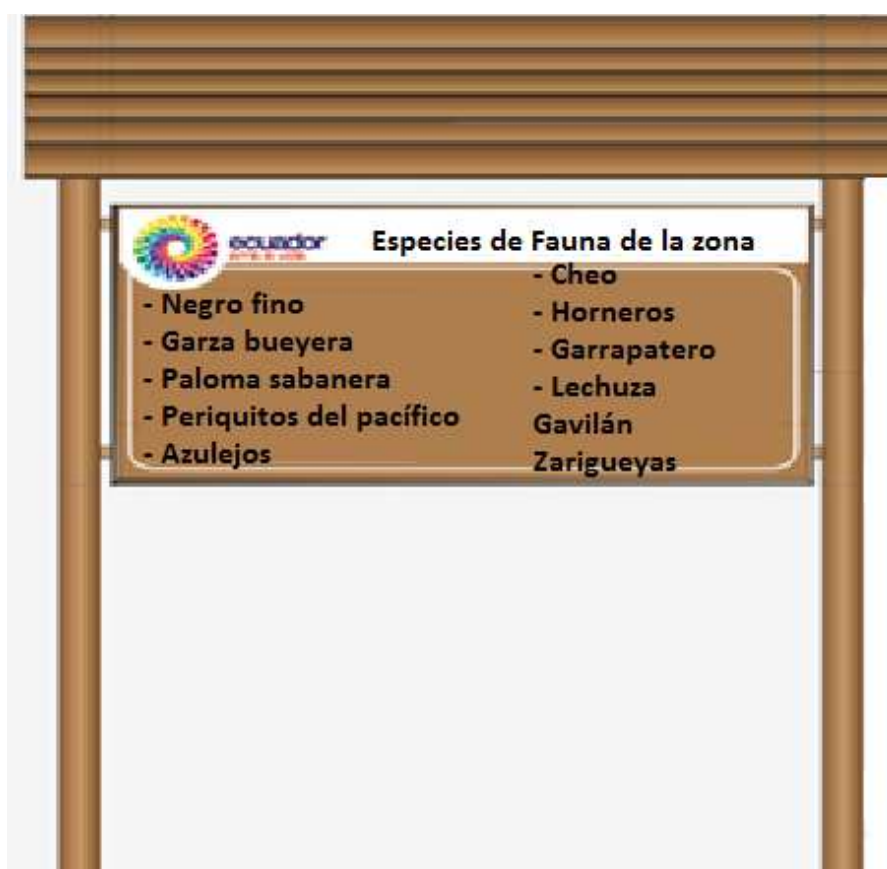 ecuador
Especies de Fauna de la zona
- Negro fino
- Garza bueyera
- Paloma sabanera
- Periquitos del pacífico
- Azulejos
- Cheo
- Horneros
- Garrapatero
- Lechuza
Gavilán
Zarigueyas